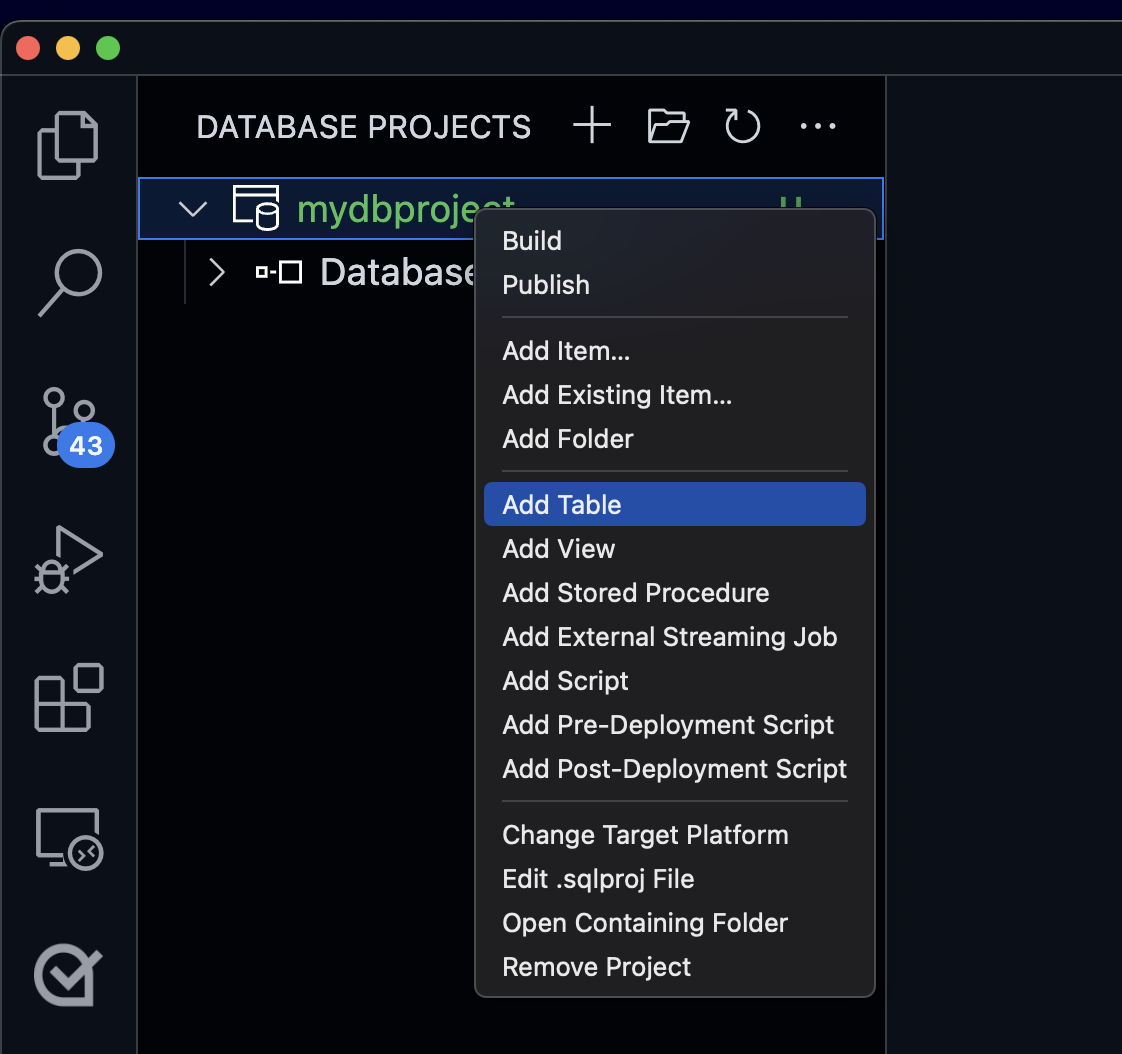 DATABASE PROJECTS
mydbproject
Database
Build
Publish
Add Item...
Add Existing Item...
Add Folder
43
Add Table
Add View
Add Stored Procedure
Add External Streaming Job
Add Script
Add Pre-Deployment Script
Add Post-Deployment Script
Change Target Platform
Edit .sqlproj File
Open Containing Folder
Remove Project